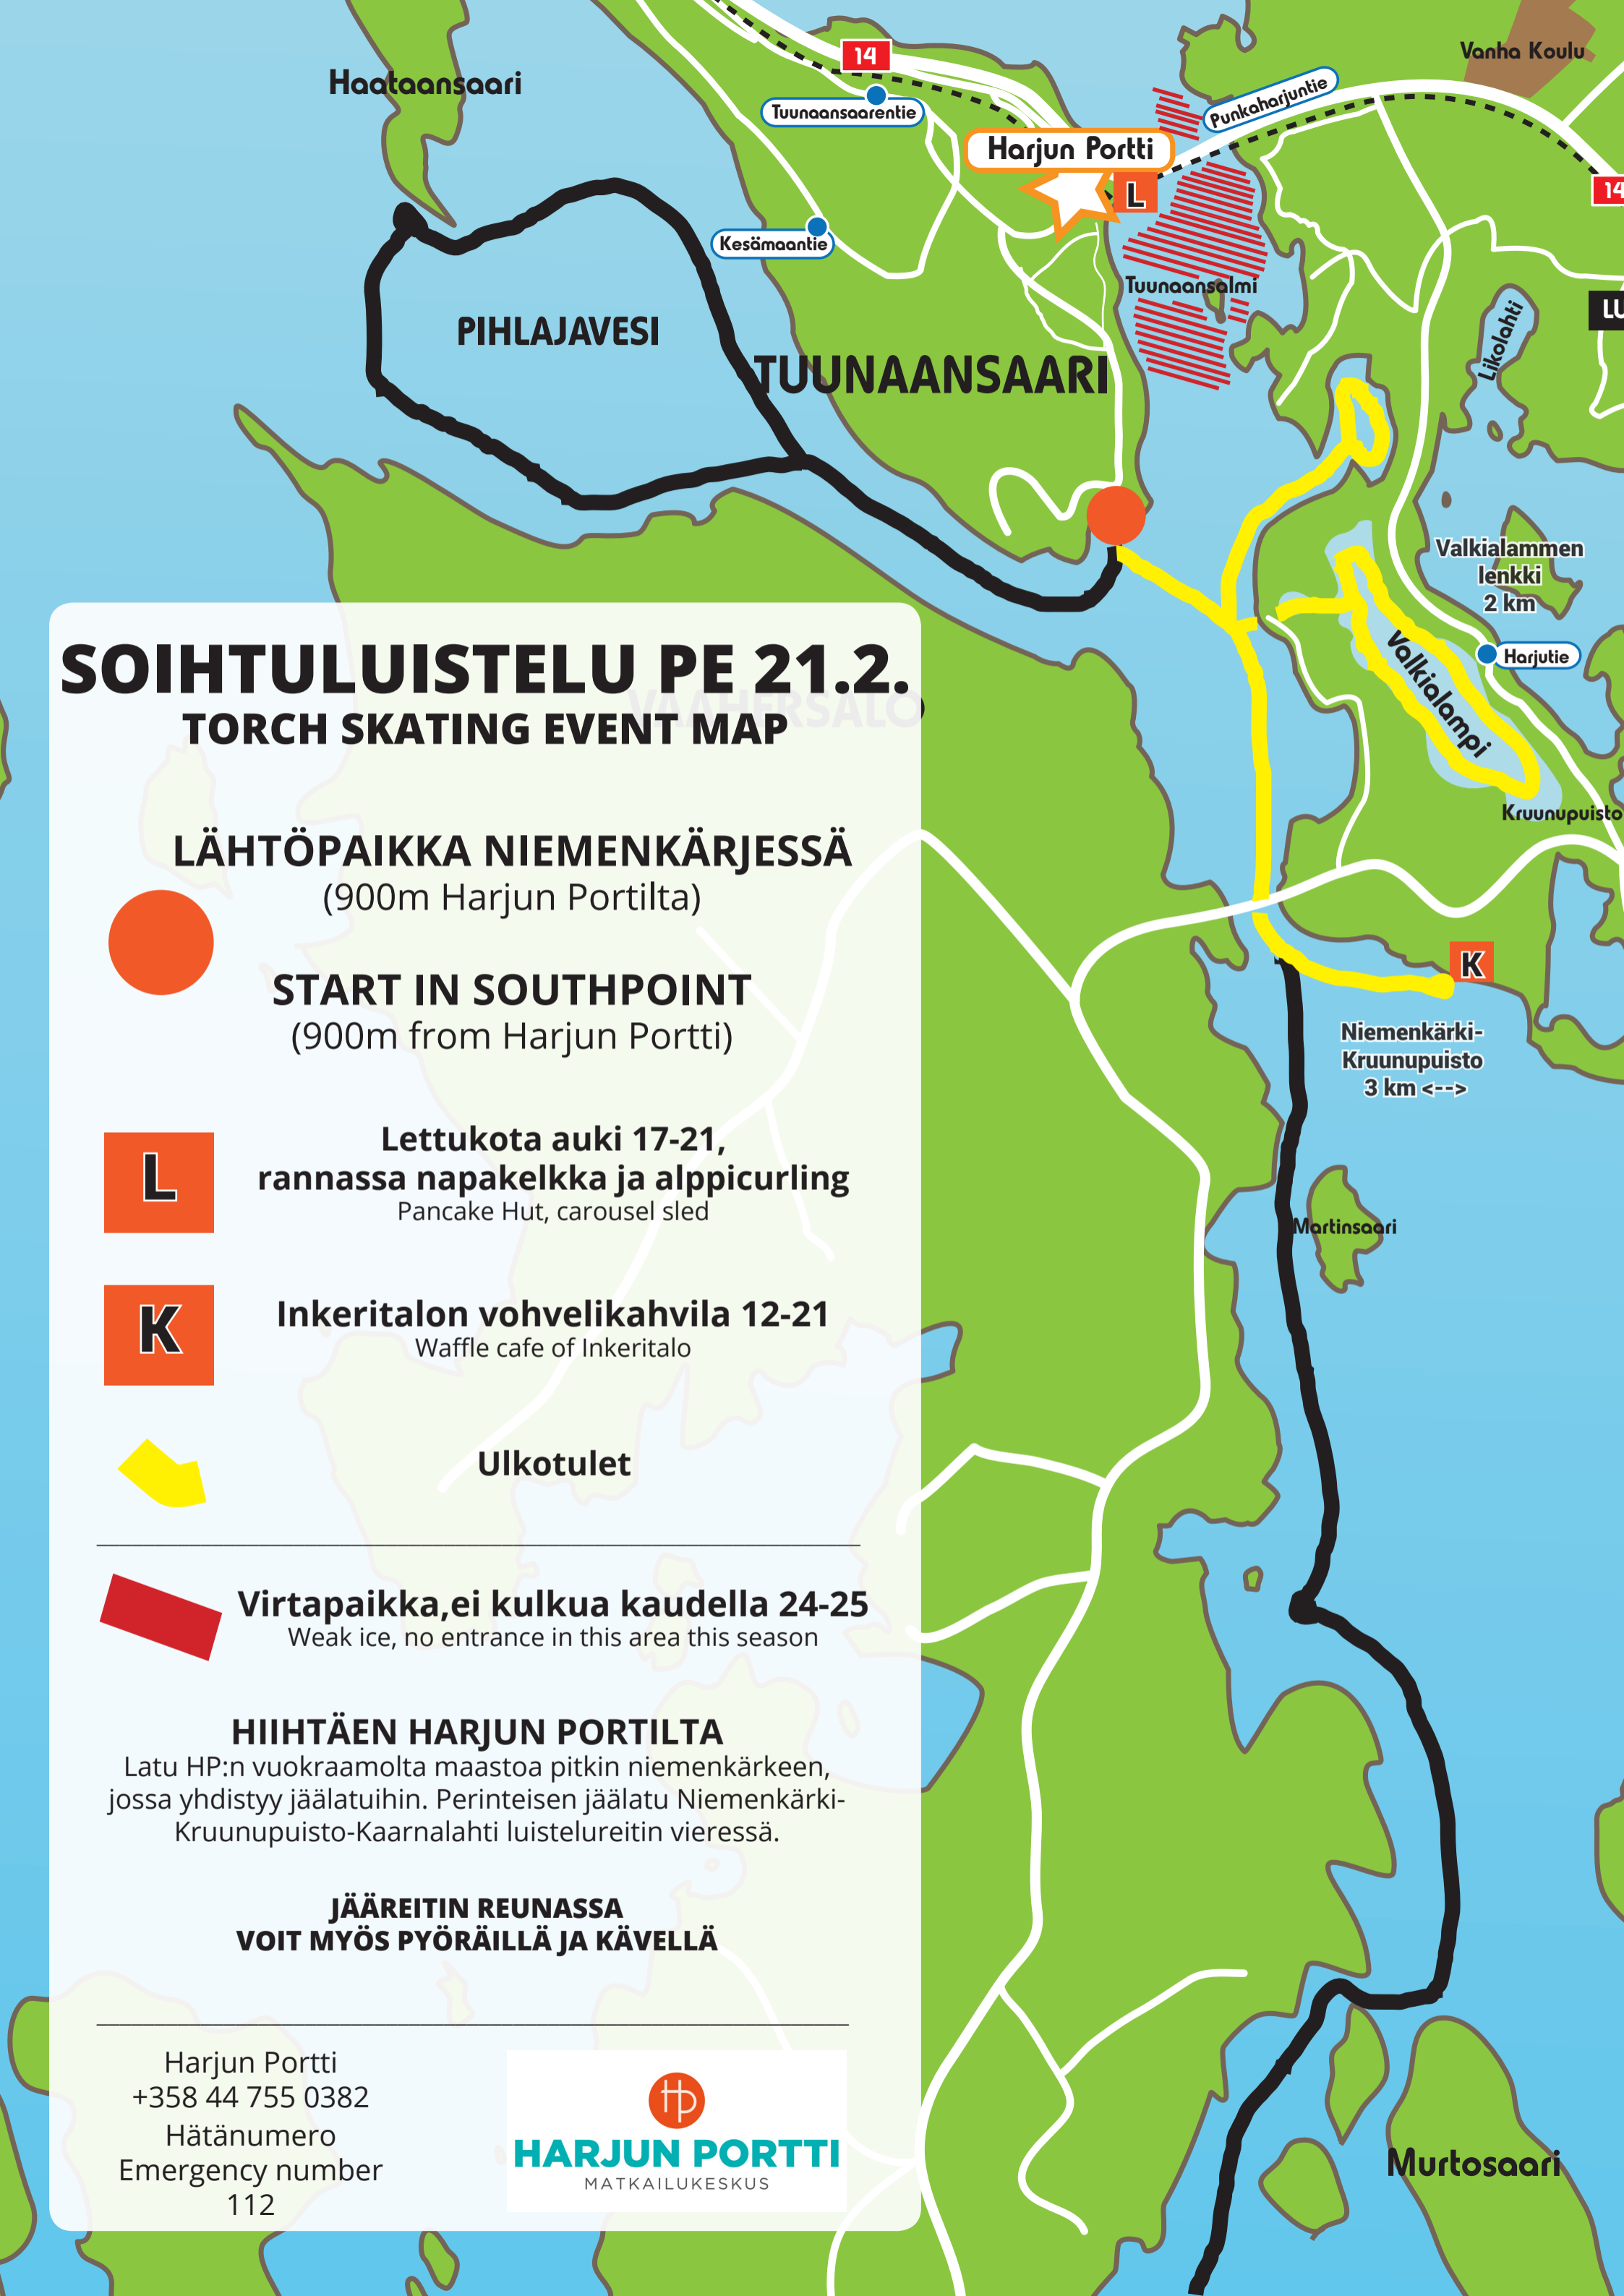 Haataansaari
14
Vanha Koulu
Punkaharjuntie
Tuunaansaarentie
Harjun Portti
L
14
Kesämaantie
Tuunaansalmi
LU
PIHLAJAVESI
Likolahti
TUUNAANSAARI
Valkialammen
lenkki
2 km
Harjutie
Valkialampi
Kruunupuisto
K
Niemenkärki-
Kruunupuisto
3 km <-->
Martinsaari
Murtosaari
VAAHERSALO
SOIHTULUISTELU PE 21.2.
TORCH SKATING EVENT MAP
LÄHTÖPAIKKA NIEMENKÄRJESSÄ
(900m Harjun Portilta)
START IN SOUTHPOINT
(900m from Harjun Portti)
L
Lettukota auki 17-21,
rannassa napakelkka ja alppicurling
Pancake Hut, carousel sled
K
Inkeritalon vohvelikahvila 12-21
Waffle cafe of Inkeritalo
Ulkotulet
Virtapaikka,ei kulkua kaudella 24-25
Weak ice, no entrance in this area this season
HIIHTÄEN HARJUN PORTILTA
Latu HP:n vuokraamolta maastoa pitkin niemenkärkeen,
jossa yhdistyy jäälatuihin. Perinteisen jäälatu Niemenkärki-
Kruunupuisto-Kaarnalahti luistelureitin vieressä.
JÄÄREITIN REUNASSA
VOIT MYÖS PYÖRÄILLÄ JA KÄVELLÄ
Harjun Portti
+358 44 755 0382
Hätänumero
Emergency number
112
hp
HARJUN PORTTI
MATKAILUKESKUS